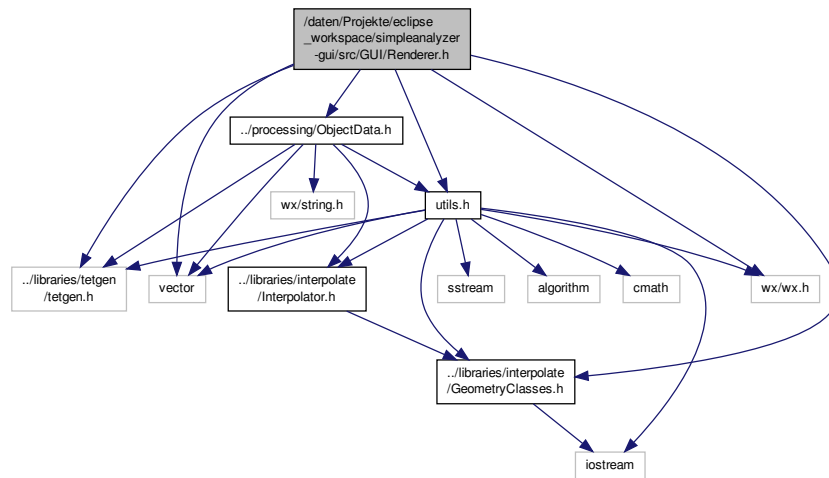 /daten/Projekte/eclipse
_workspace/simpleanalyzer
-gui/src/GUI/Renderer.h
../processing/ObjectData.h
wx/string.h
utils.h
../libraries/tetgen
/tetgen.h
vector
../libraries/interpolate
/Interpolator.h
sstream
algorithm
cmath
wx/wx.h
../libraries/interpolate
/GeometryClasses.h
iostream